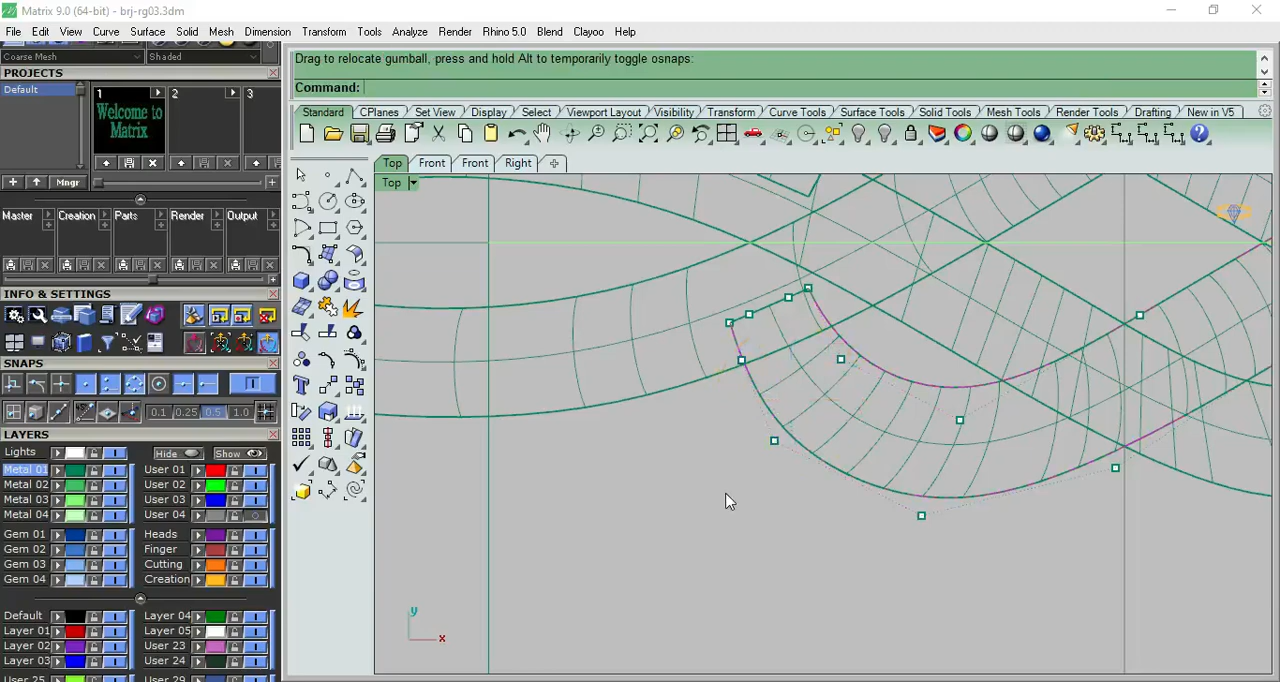 Matrix 9.0 (64-bit) - brj-rg03.3dm
File Edit View Curve Surface Solid Mesh Dimension Transform Tools Analyze Render Rhino 5.0 Blend Clayoo Help
Coarse Mesh Shaded
Drag to relocate gumball, press and hold Alt to temporarily toggle osnaps:
Command:
PROJECTS
Default
1 2 3
Welcome to Matrix
Mngr
Standard CPlanes Set View Display Select Viewport Layout Visibility Transform Curve Tools Surface Tools Solid Tools Mesh Tools Render Tools Drafting New in V5
Top Front Front Right
Top
Master Creation Parts Render Output
INFO & SETTINGS
SNAPS
0.1 0.25 0.5 1.0
LAYERS
Lights Hide Show
Metal 01 User 01
Metal 02 User 02
Metal 03 User 03
Metal 04 User 04
Gem 01 Heads
Gem 02 Finger
Gem 03 Cutting
Gem 04 Creation
Default Layer 04
Layer 01 Layer 05
Layer 02 User 23
Layer 03 User 24
User 25 User 29
y
x